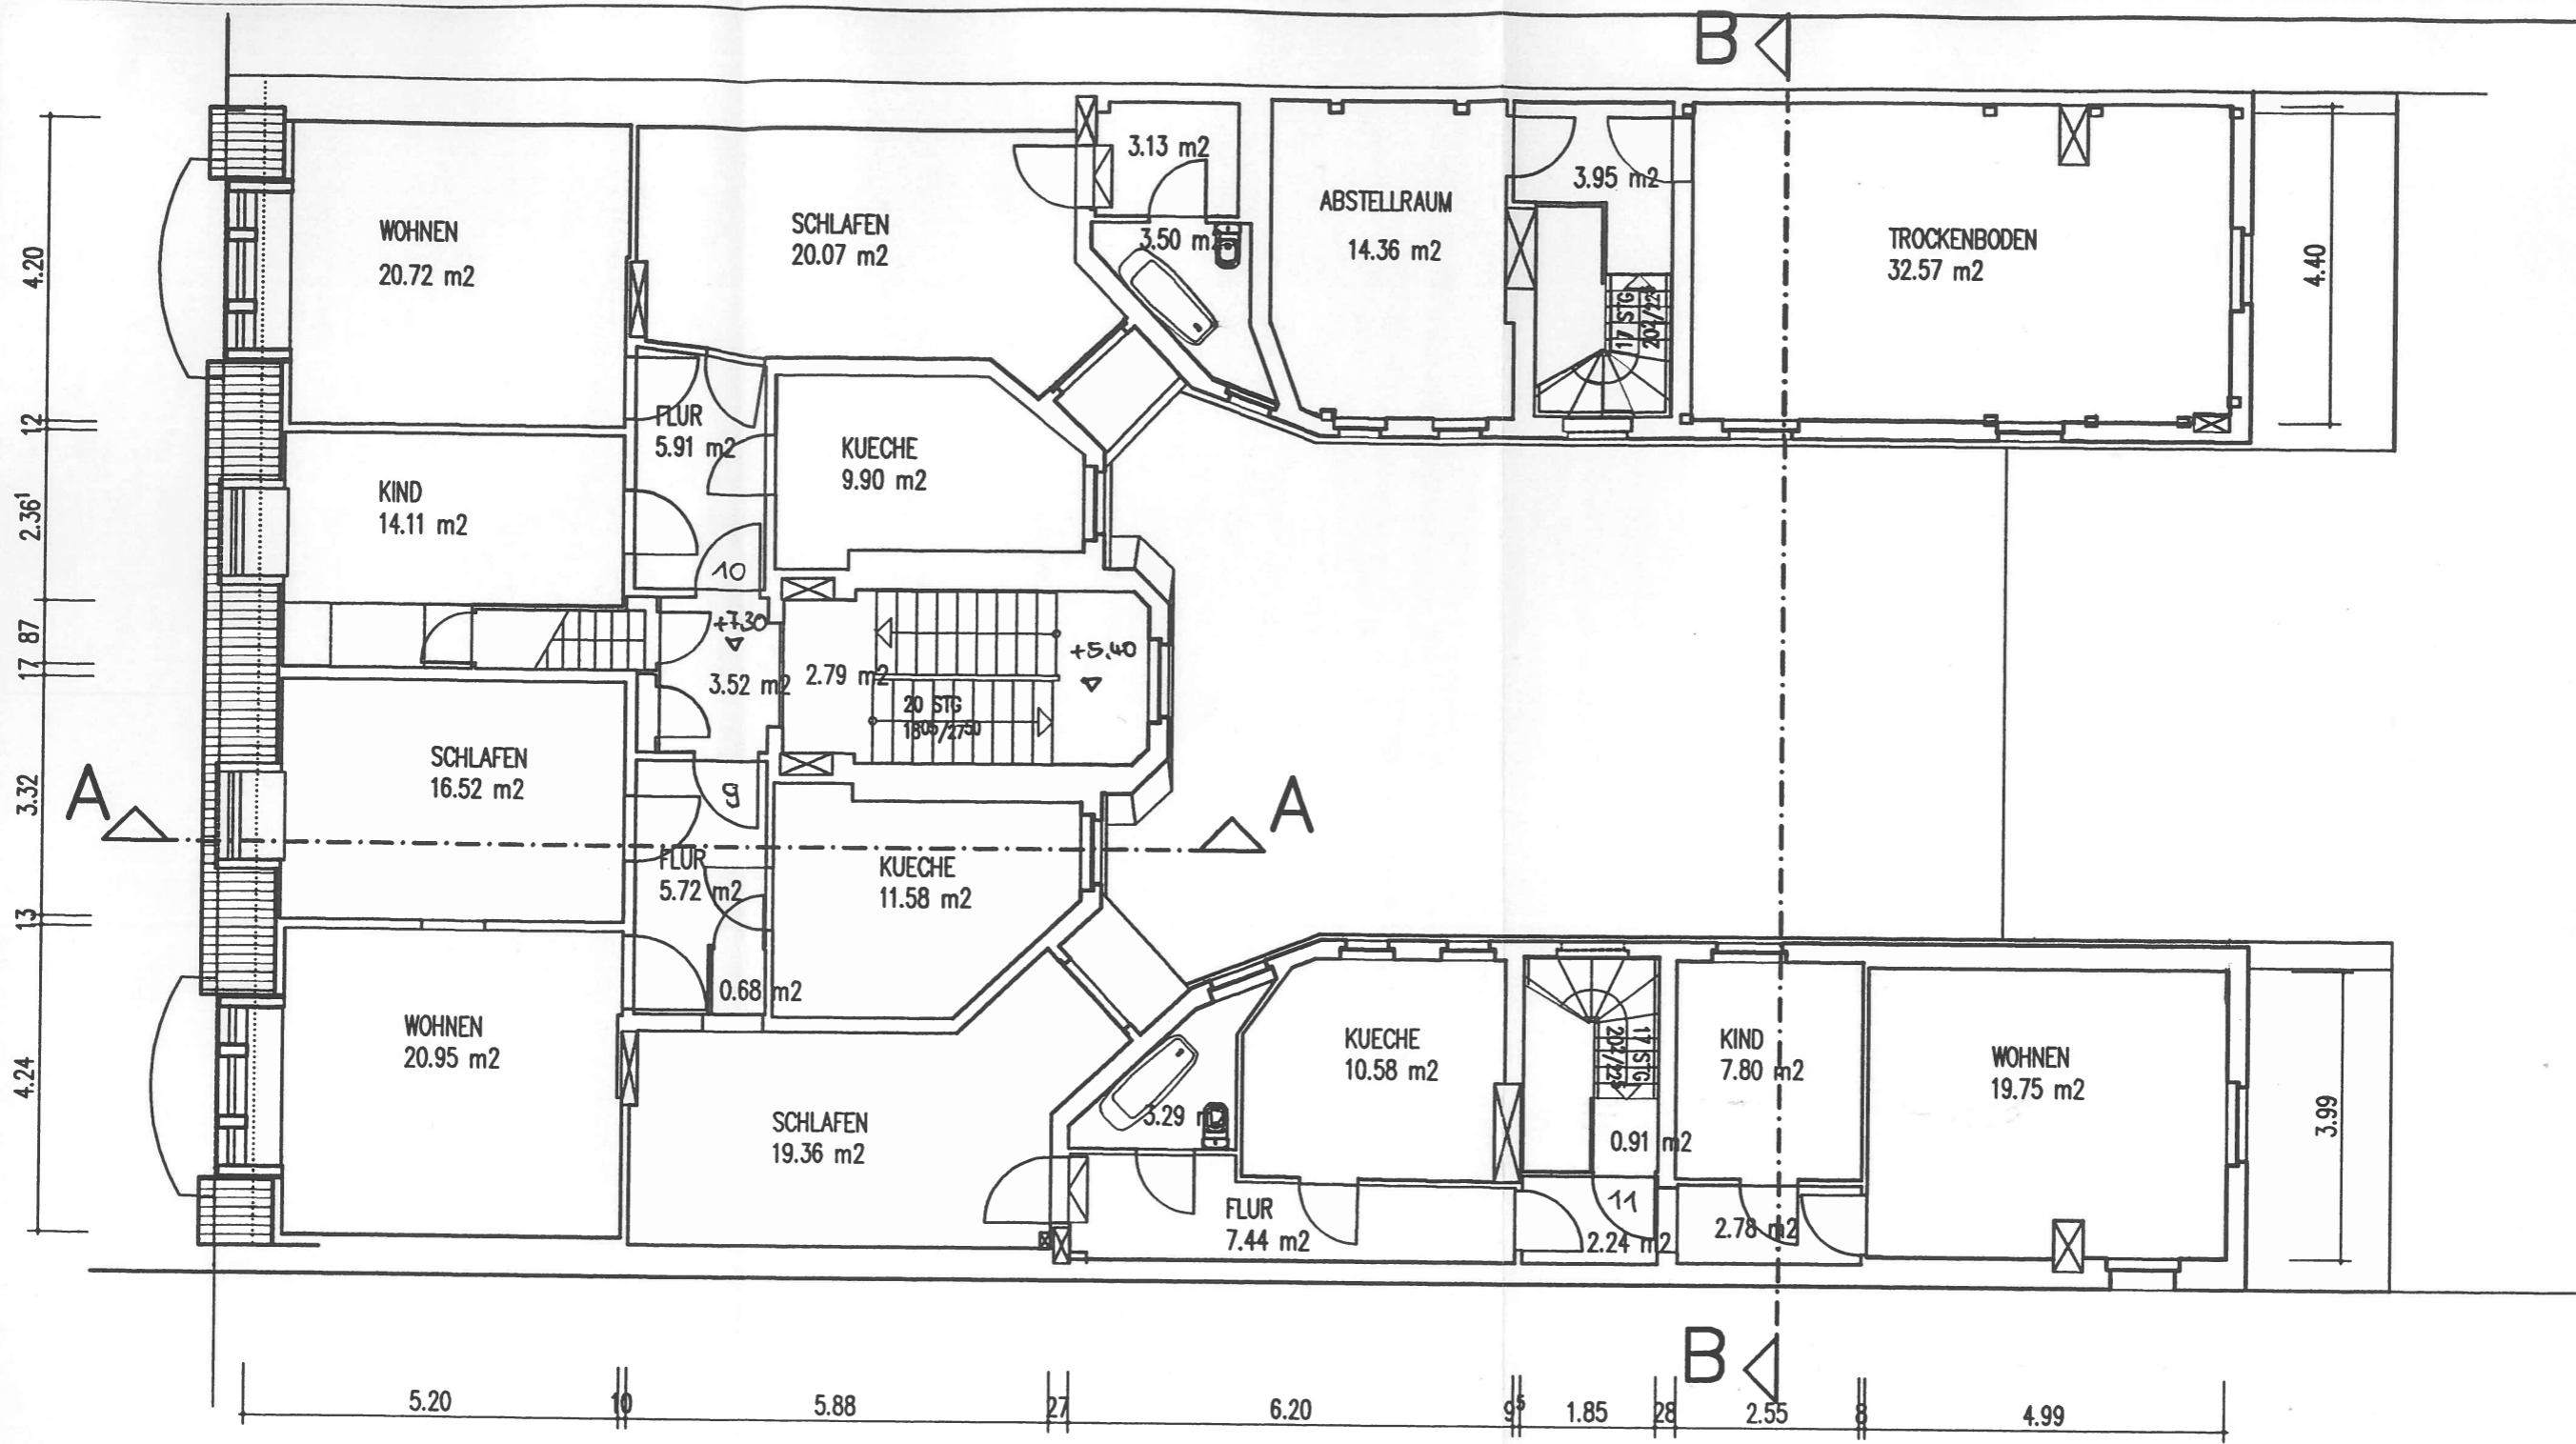 B
3.13 m2
3.95 m2
ABSTELLRAUM
14.36 m2
WOHNEN
20.72 m2
SCHLAFEN
20.07 m2
3.50 m2
TROCKENBODEN
32.57 m2
4.20
4.40
17 STG
FLUR
5.91 m2
KUECHE
9.90 m2
12
KIND
14.11 m2
2.36¹
10
+7.30
+5.40
87
3.52 m2
2.79 m2
17
20 STG
18⁰⁵/27⁵⁰
SCHLAFEN
16.52 m2
9
3.32
A
A
FLUR
5.72 m2
KUECHE
11.58 m2
13
0.68 m2
WOHNEN
20.95 m2
KUECHE
10.58 m2
17 STG
KIND
7.80 m2
WOHNEN
19.75 m2
4.24
SCHLAFEN
19.36 m2
3.29 m2
0.91 m2
3.99
11
FLUR
7.44 m2
2.24 m2
2.78 m2
B
5.20
10
5.88
27
6.20
9⁵
1.85
28
2.55
8
4.99